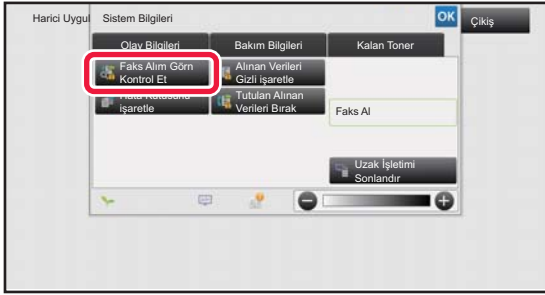 Harici Uygul
Sistem Bilgileri
OK
Çıkış
Olay Bilgileri
Bakım Bilgileri
Kalan Toner
Faks Alım Görn
Kontrol Et
Alınan Verileri
Gizli işaretle
işaretle
Tutulan Alınan
Verileri Bırak
Faks Al
Uzak İşletimi
Sonlandır